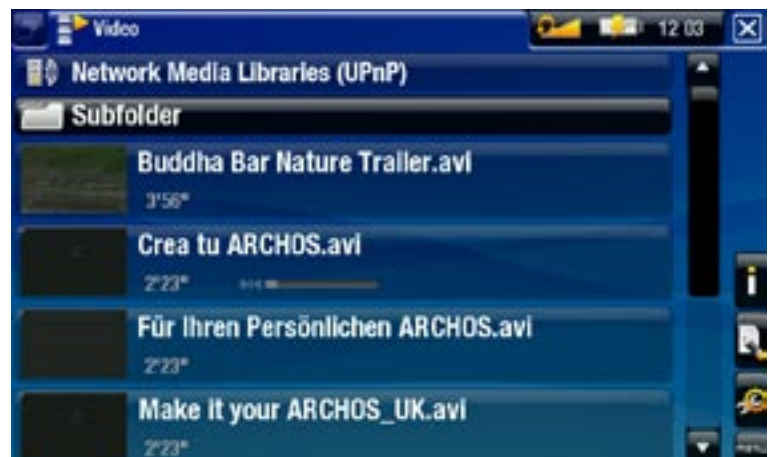 Video
12 03
Network Media Libraries (UPnP)
Subfolder
Buddha Bar Nature Trailer.avi
3'56"
Crea tu ARCHOS.avi
2'23"
Für Ihren Persönlichen ARCHOS.avi
2'23"
Make it your ARCHOS_UK.avi
2'23"